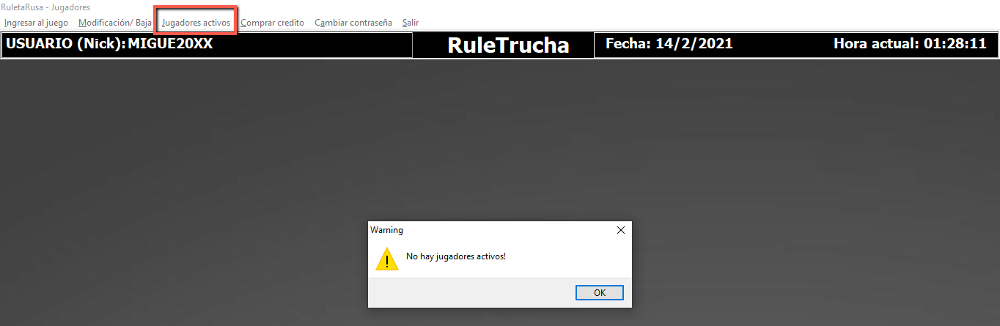 RuletaRusa - Jugadores
Ingresar al juego Modificación/ Baja Jugadores activos Comprar credito Cambiar contraseña Salir
USUARIO (Nick): MIGUE20XX RuleTrucha Fecha: 14/2/2021 Hora actual: 01:28:11
Warning
No hay jugadores activos!
OK